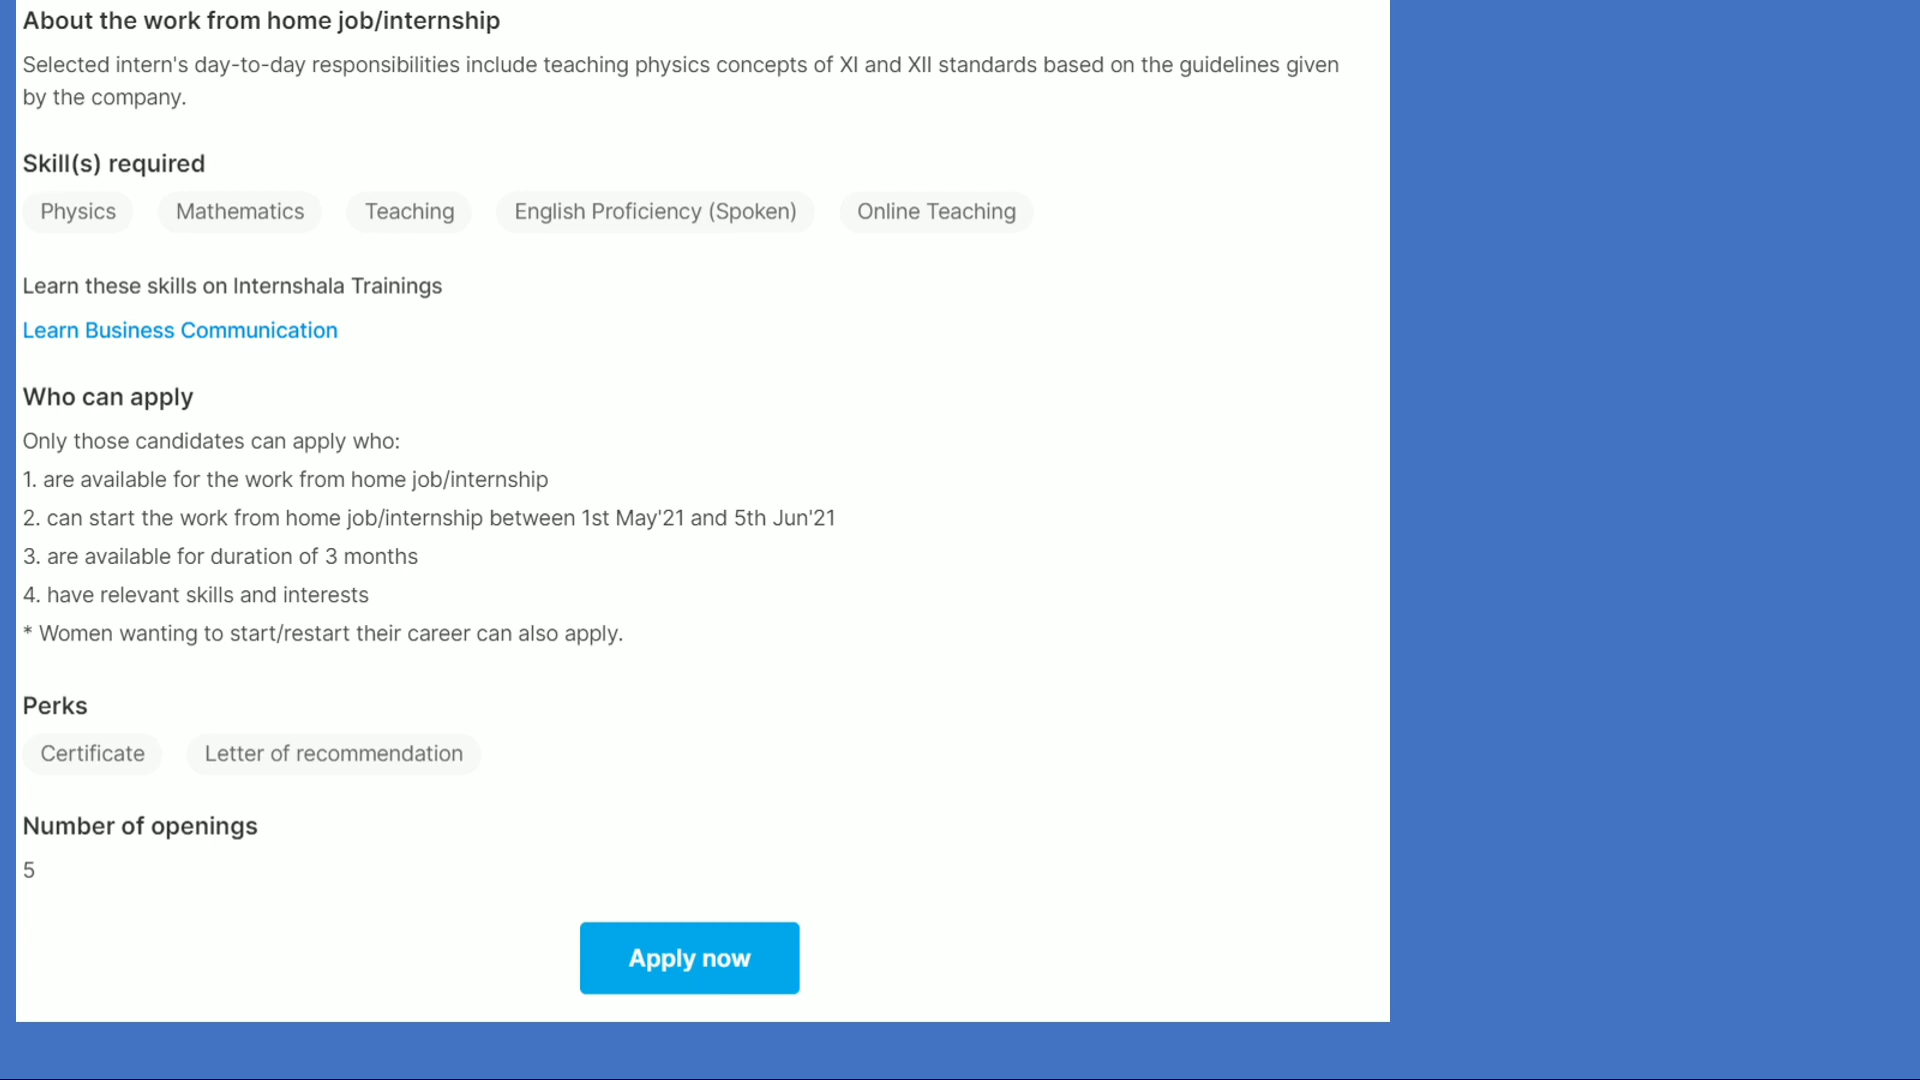 About the work from home job/internship
Selected intern's day-to-day responsibilities include teaching physics concepts of XI and XII standards based on the guidelines given
by the company.
Skill(s) required
Physics Mathematics Teaching English Proficiency (Spoken) Online Teaching
Learn these skills on Internshala Trainings
Learn Business Communication
Who can apply
Only those candidates can apply who:
1. are available for the work from home job/internship
2. can start the work from home job/internship between 1st May'21 and 5th Jun'21
3. are available for duration of 3 months
4. have relevant skills and interests
* Women wanting to start/restart their career can also apply.
Perks
Certificate Letter of recommendation
Number of openings
5
Apply now